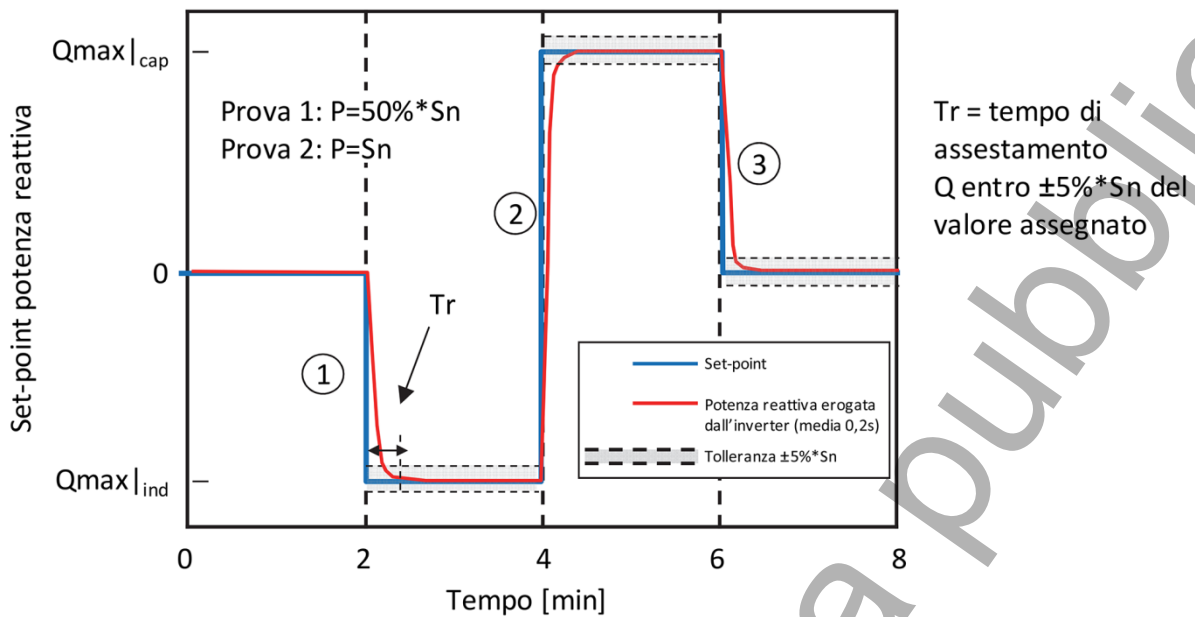 Set-point potenza reattiva
Qmax|cap
0
Qmax|ind
Prova 1: P=50%*Sn
Prova 2: P=Sn
1
Tr
2
3
Set-point
Potenza reattiva erogata
dall'inverter (media 0,2s)
Tolleranza ±5%*Sn
0
2
4
6
8
Tempo [min]
Tr = tempo di
assestamento
Q entro ±5%*Sn del
valore assegnato
a pubblic